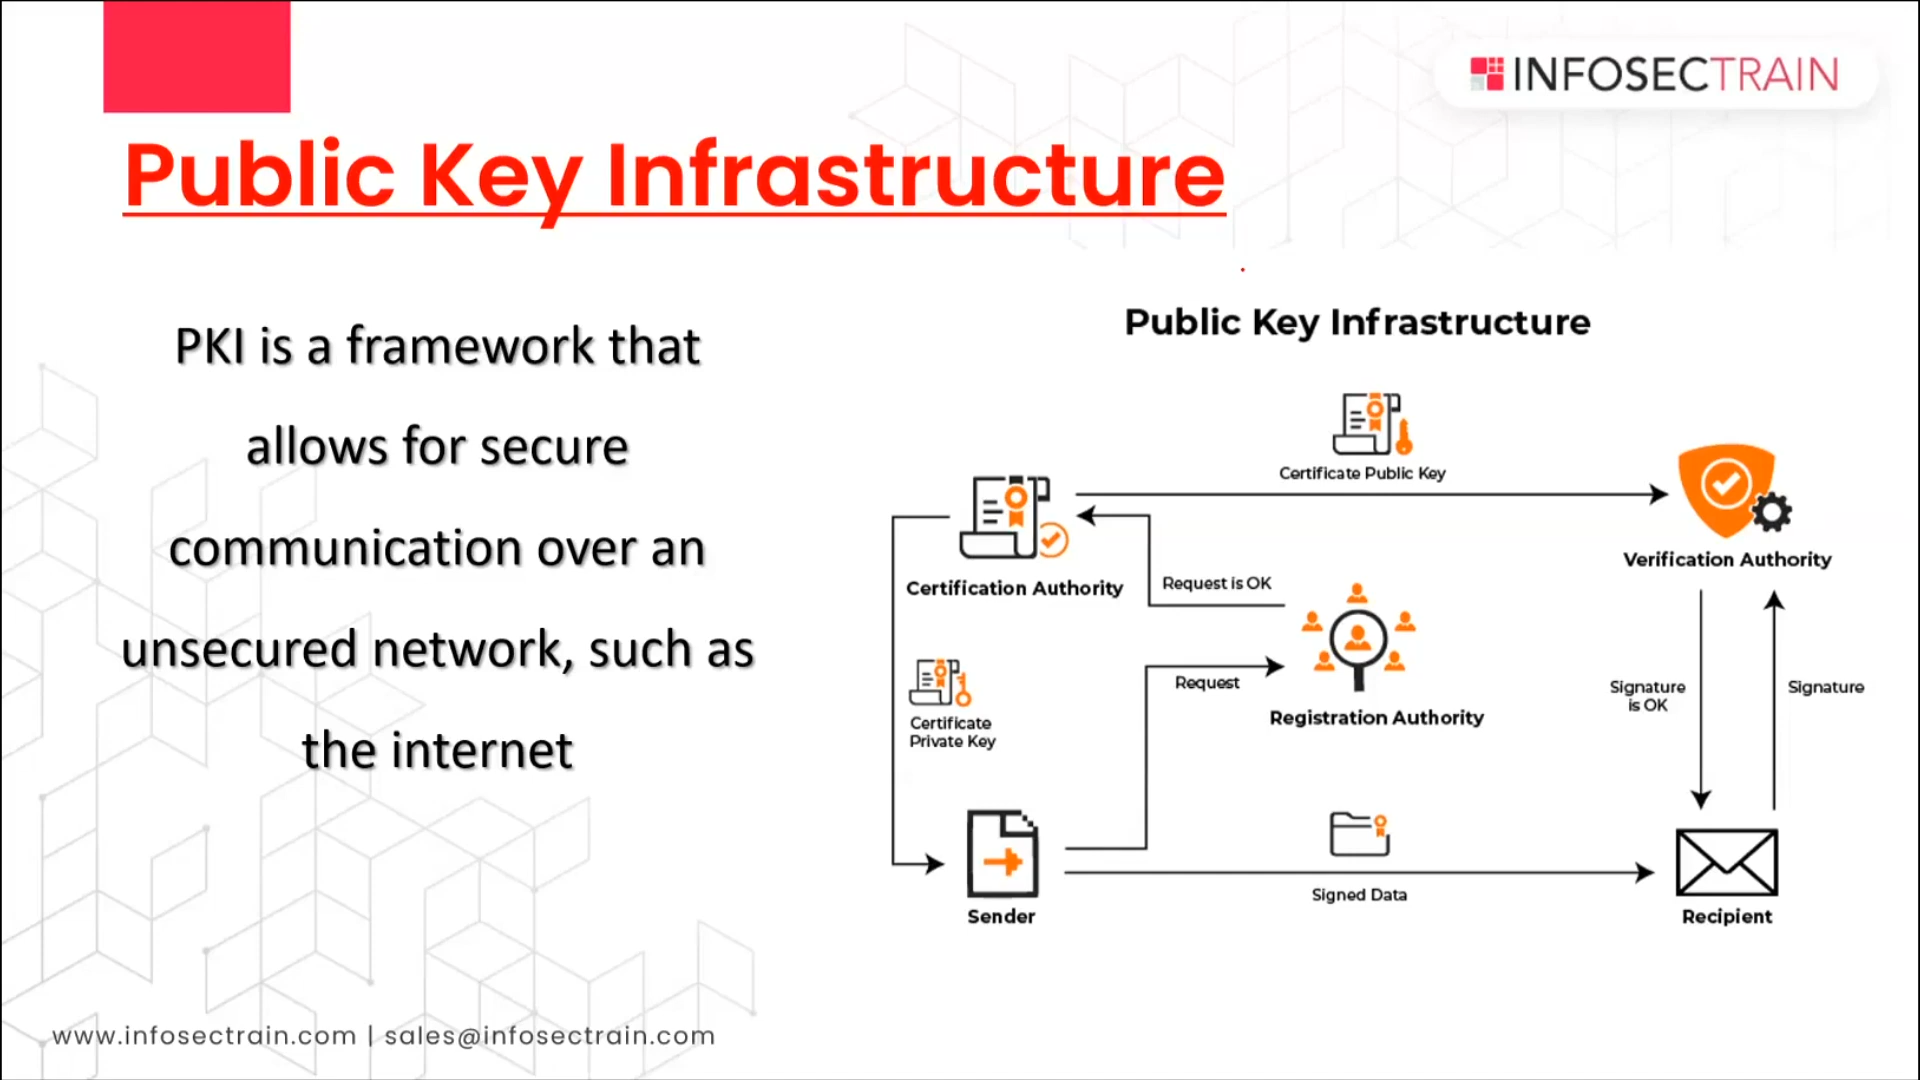 INFOSECTRAIN
Public Key Infrastructure
PKI is a framework that
allows for secure
communication over an
unsecured network, such as
the internet
Public Key Infrastructure
Certificate Public Key
Certification Authority
Verification Authority
Request is OK
Request
Registration Authority
Certificate
Private Key
Signature
is OK
Signature
Signed Data
Sender
Recipient
www.infosectrain.com | sales@infosectrain.com